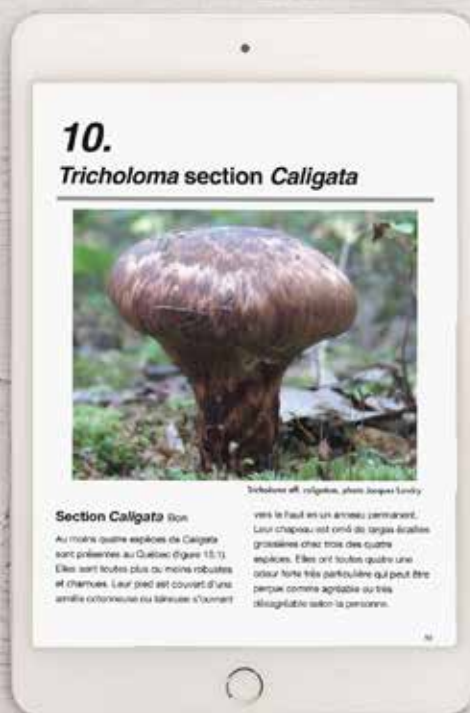 10.
Tricholoma section Caligata
Tricholoma aff. caligatum, photo Jacques Landry
Section Caligata Bon
Au moins quatre espèces de Caligata
sont présentes au Québec (figure 10.1).
Elles sont toutes plus ou moins robustes
et charnues. Leur pied est couvert d'une
armille cotonneuse ou laineuse s'ouvrant
vers le haut en un anneau permanent.
Leur chapeau est orné de larges écailles
grossières chez trois des quatre
espèces. Elles ont toutes quatre une
odeur forte très particulière qui peut être
perçue comme agréable ou très
désagréable selon la personne.